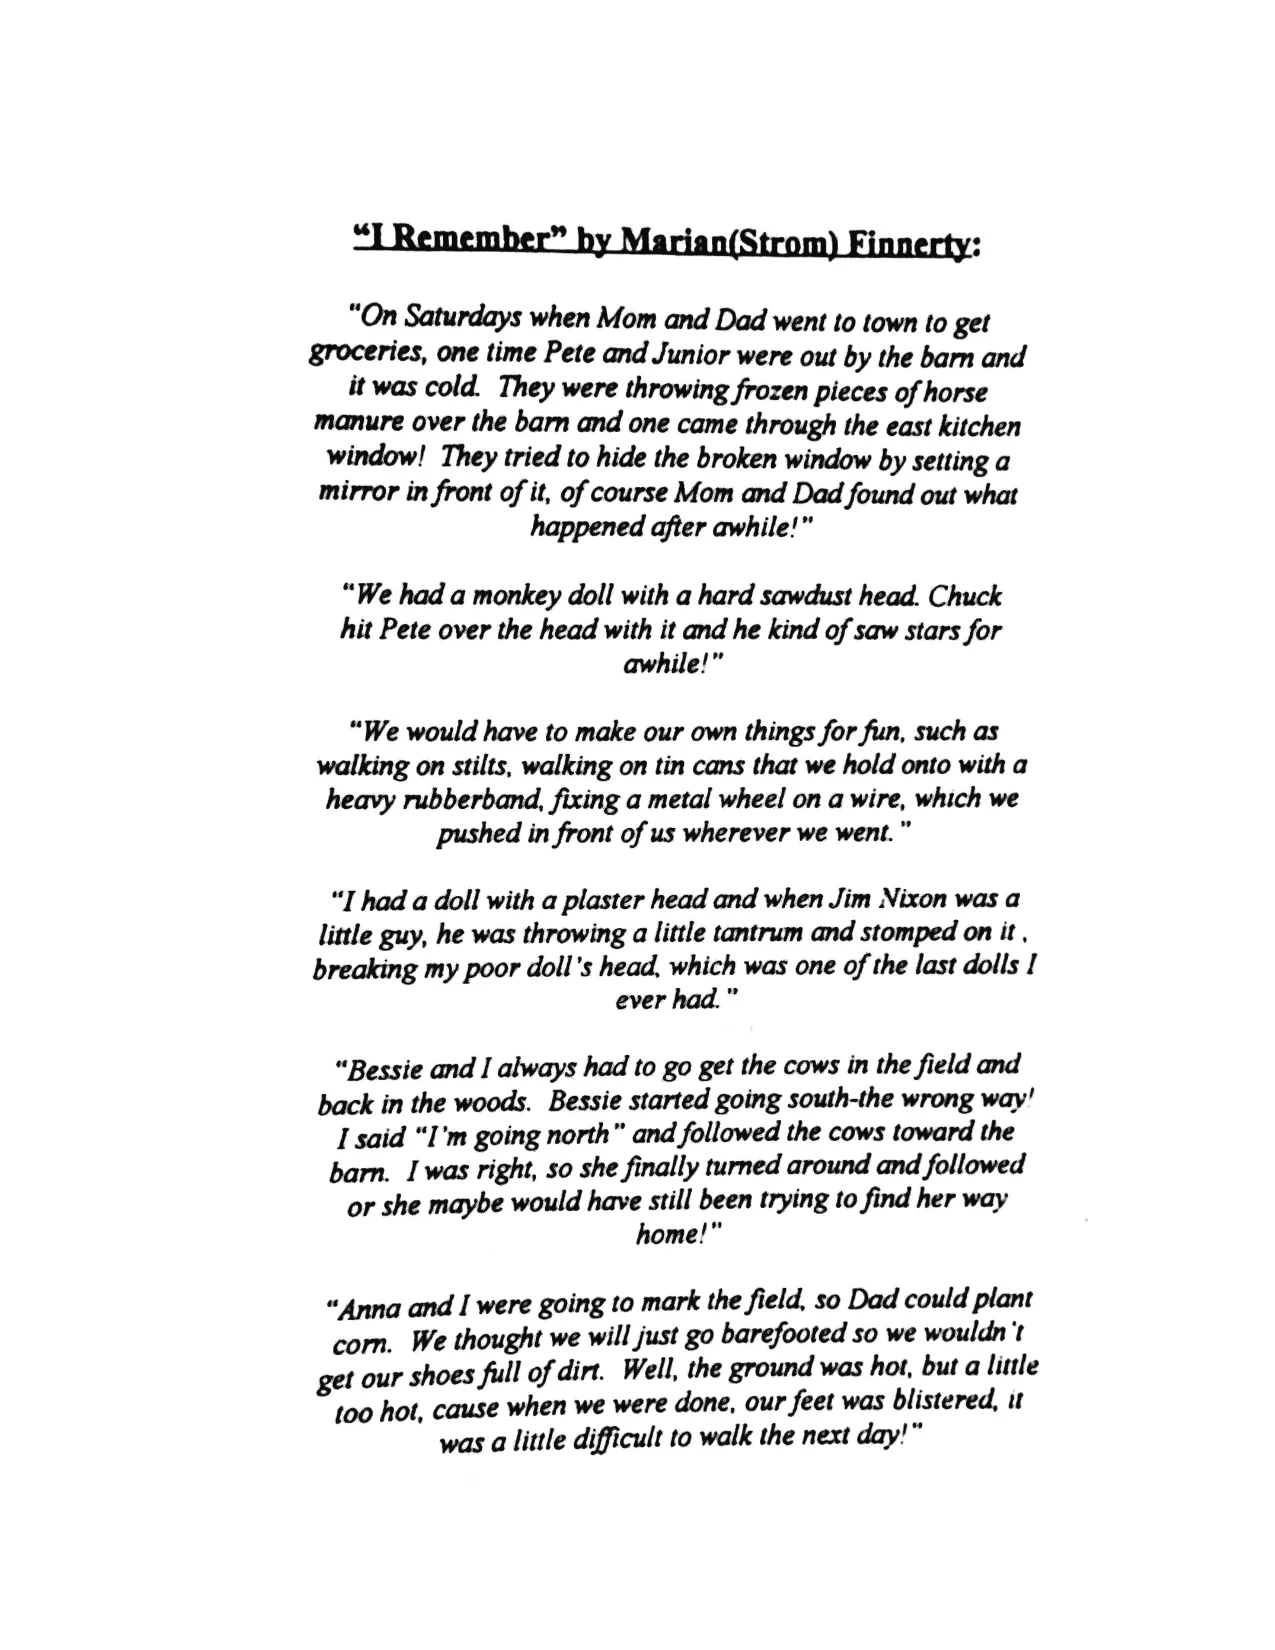 “I Remember” by Marian(Strom) Finnerty:
“On Saturdays when Mom and Dad went to town to get
groceries, one time Pete and Junior were out by the barn and
it was cold. They were throwing frozen pieces of horse
manure over the barn and one came through the east kitchen
window! They tried to hide the broken window by setting a
mirror in front of it, of course Mom and Dad found out what
happened after awhile!”
“We had a monkey doll with a hard sawdust head. Chuck
hit Pete over the head with it and he kind of saw stars for
awhile!”
“We would have to make our own things for fun, such as
walking on stilts, walking on tin cans that we hold onto with a
heavy rubberband, fixing a metal wheel on a wire, which we
pushed in front of us wherever we went.”
“I had a doll with a plaster head and when Jim Nixon was a
little guy, he was throwing a little tantrum and stomped on it ,
breaking my poor doll's head, which was one of the last dolls I
ever had.”
“Bessie and I always had to go get the cows in the field and
back in the woods. Bessie started going south-the wrong way!
I said “I'm going north” and followed the cows toward the
barn. I was right, so she finally turned around and followed
or she maybe would have still been trying to find her way
home!”
“Anna and I were going to mark the field, so Dad could plant
corn. We thought we will just go barefooted so we wouldn't
get our shoes full of dirt. Well, the ground was hot, but a little
too hot, cause when we were done, our feet was blistered, it
was a little difficult to walk the next day!”